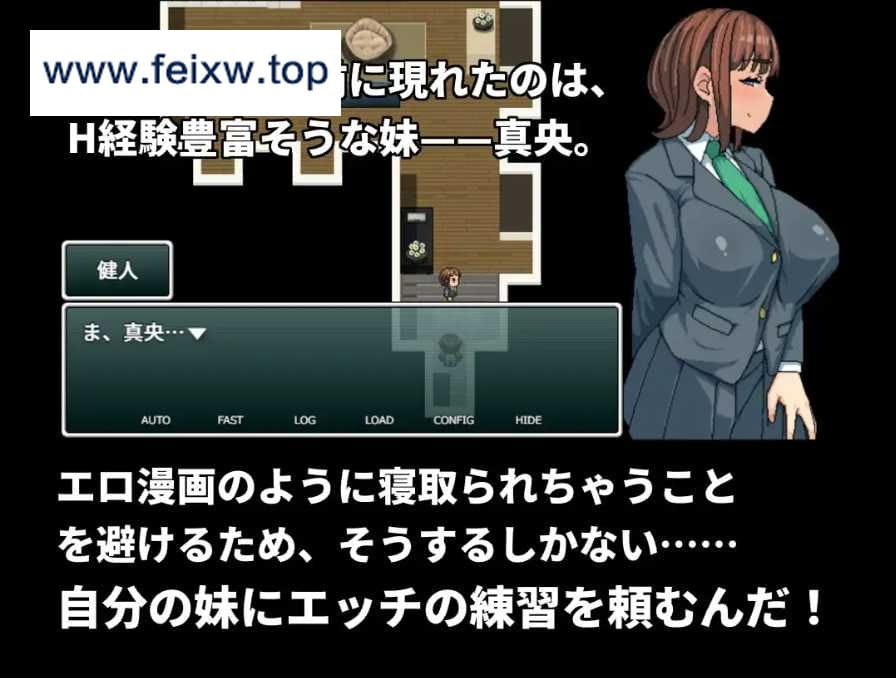 www.feixw.top
に現れたのは、
H経験豊富そうな妹——真央。
健人
ま、真央…▼
AUTO FAST LOG LOAD CONFIG HIDE
エロ漫画のように寝取られちゃうこと
を避けるため、そうするしかない……
自分の妹にエッチの練習を頼むんだ！